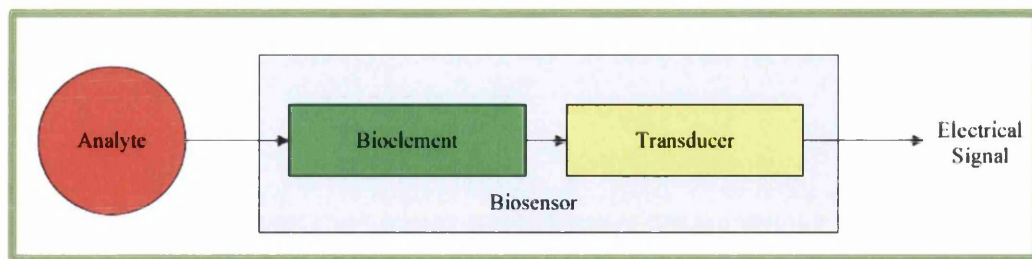 Analyte
Bioelement
Transducer
Electrical
Signal
Biosensor